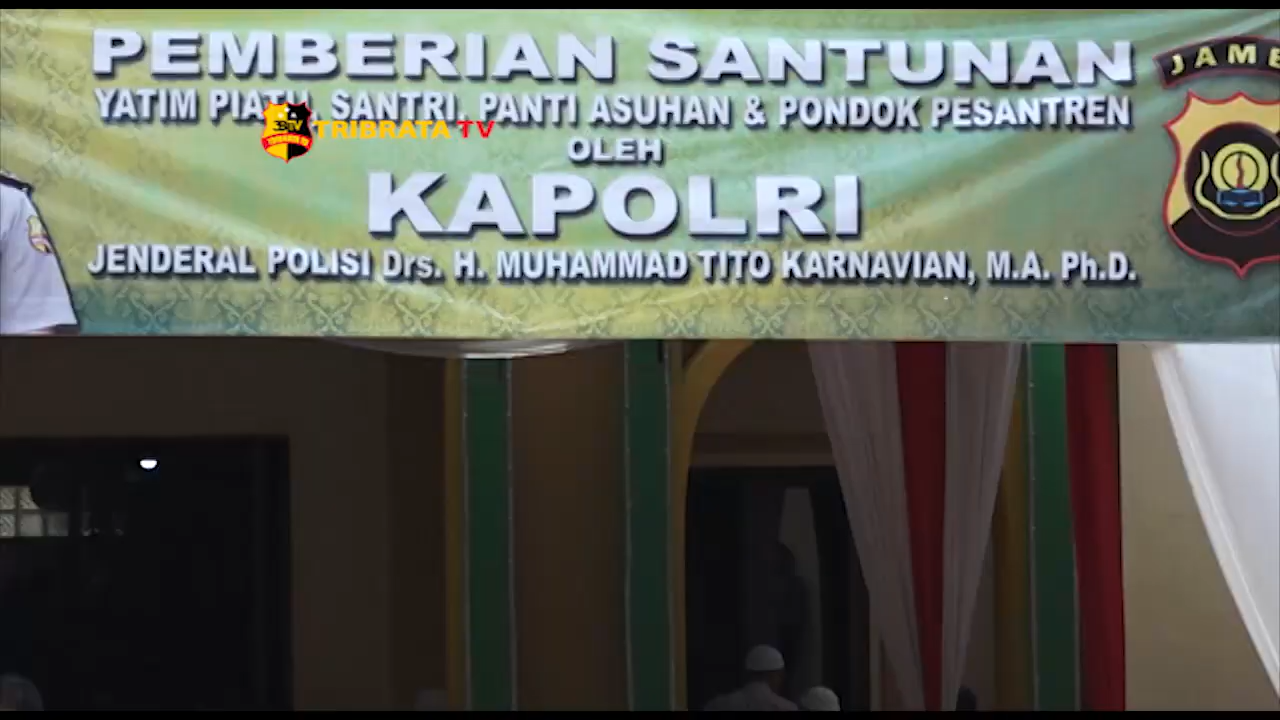 PEMBERIAN SANTUNAN
YATIM PIATU, SANTRI, PANTI ASUHAN & PONDOK PESANTREN
TRIBRATA TV
OLEH
KAPOLRI
JENDERAL POLISI Drs. H. MUHAMMAD TITO KARNAVIAN, M.A. Ph.D.